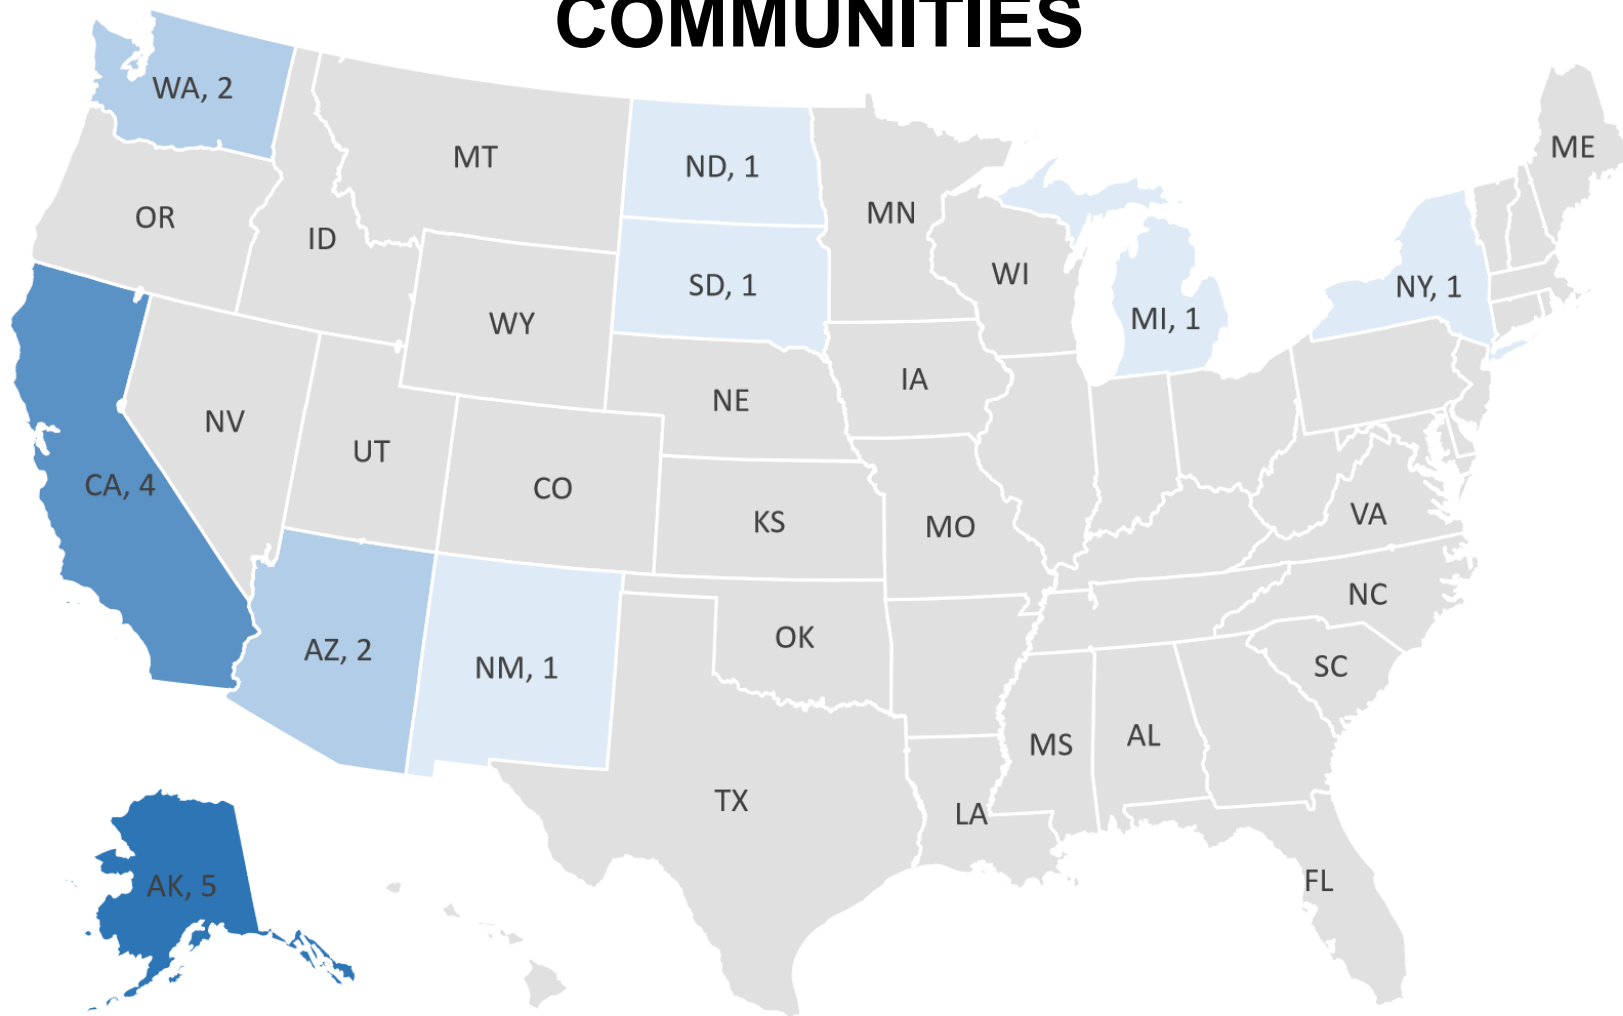 COMMUNITIES
WA, 2
MT
ND, 1
ME
OR
ID
MN
SD, 1
WI
NY, 1
WY
MI, 1
IA
NE
NV
UT
CO
CA, 4
KS
MO
VA
NC
AZ, 2
NM, 1
OK
SC
MS
AL
TX
LA
AK, 5
FL